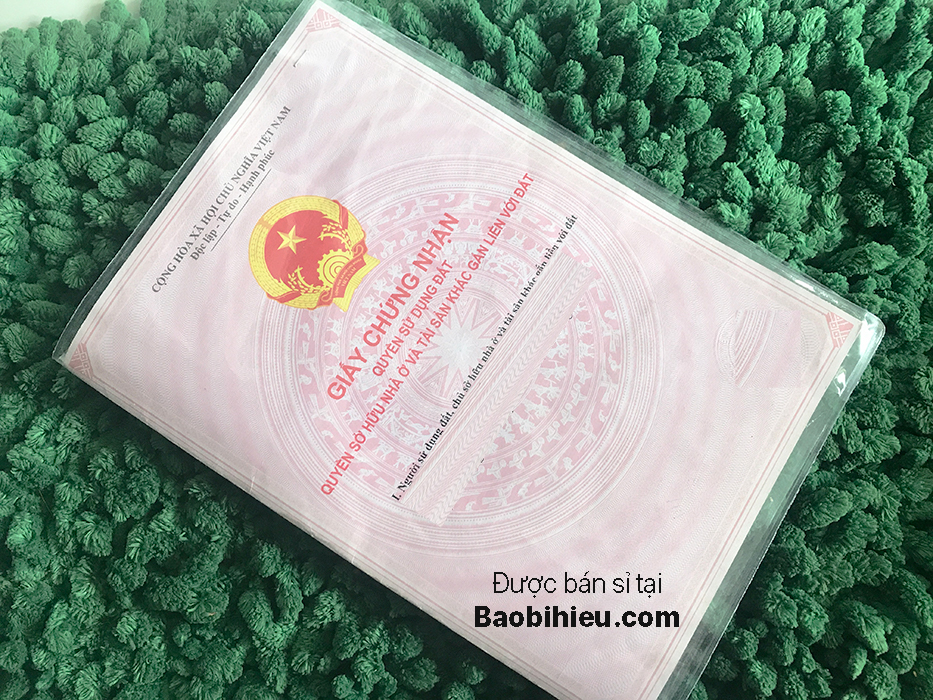 CỘNG HÒA XÃ HỘI CHỦ NGHĨA VIỆT NAM
Độc lập - Tự do - Hạnh phúc
GIẤY CHỨNG NHẬN
QUYỀN SỬ DỤNG ĐẤT
QUYỀN SỞ HỮU NHÀ Ở VÀ TÀI SẢN KHÁC GẮN LIỀN VỚI ĐẤT
I. Người sử dụng đất, chủ sở hữu nhà ở và tài sản khác gắn liền với đất
Được bán sỉ tại
Baobihieu.com